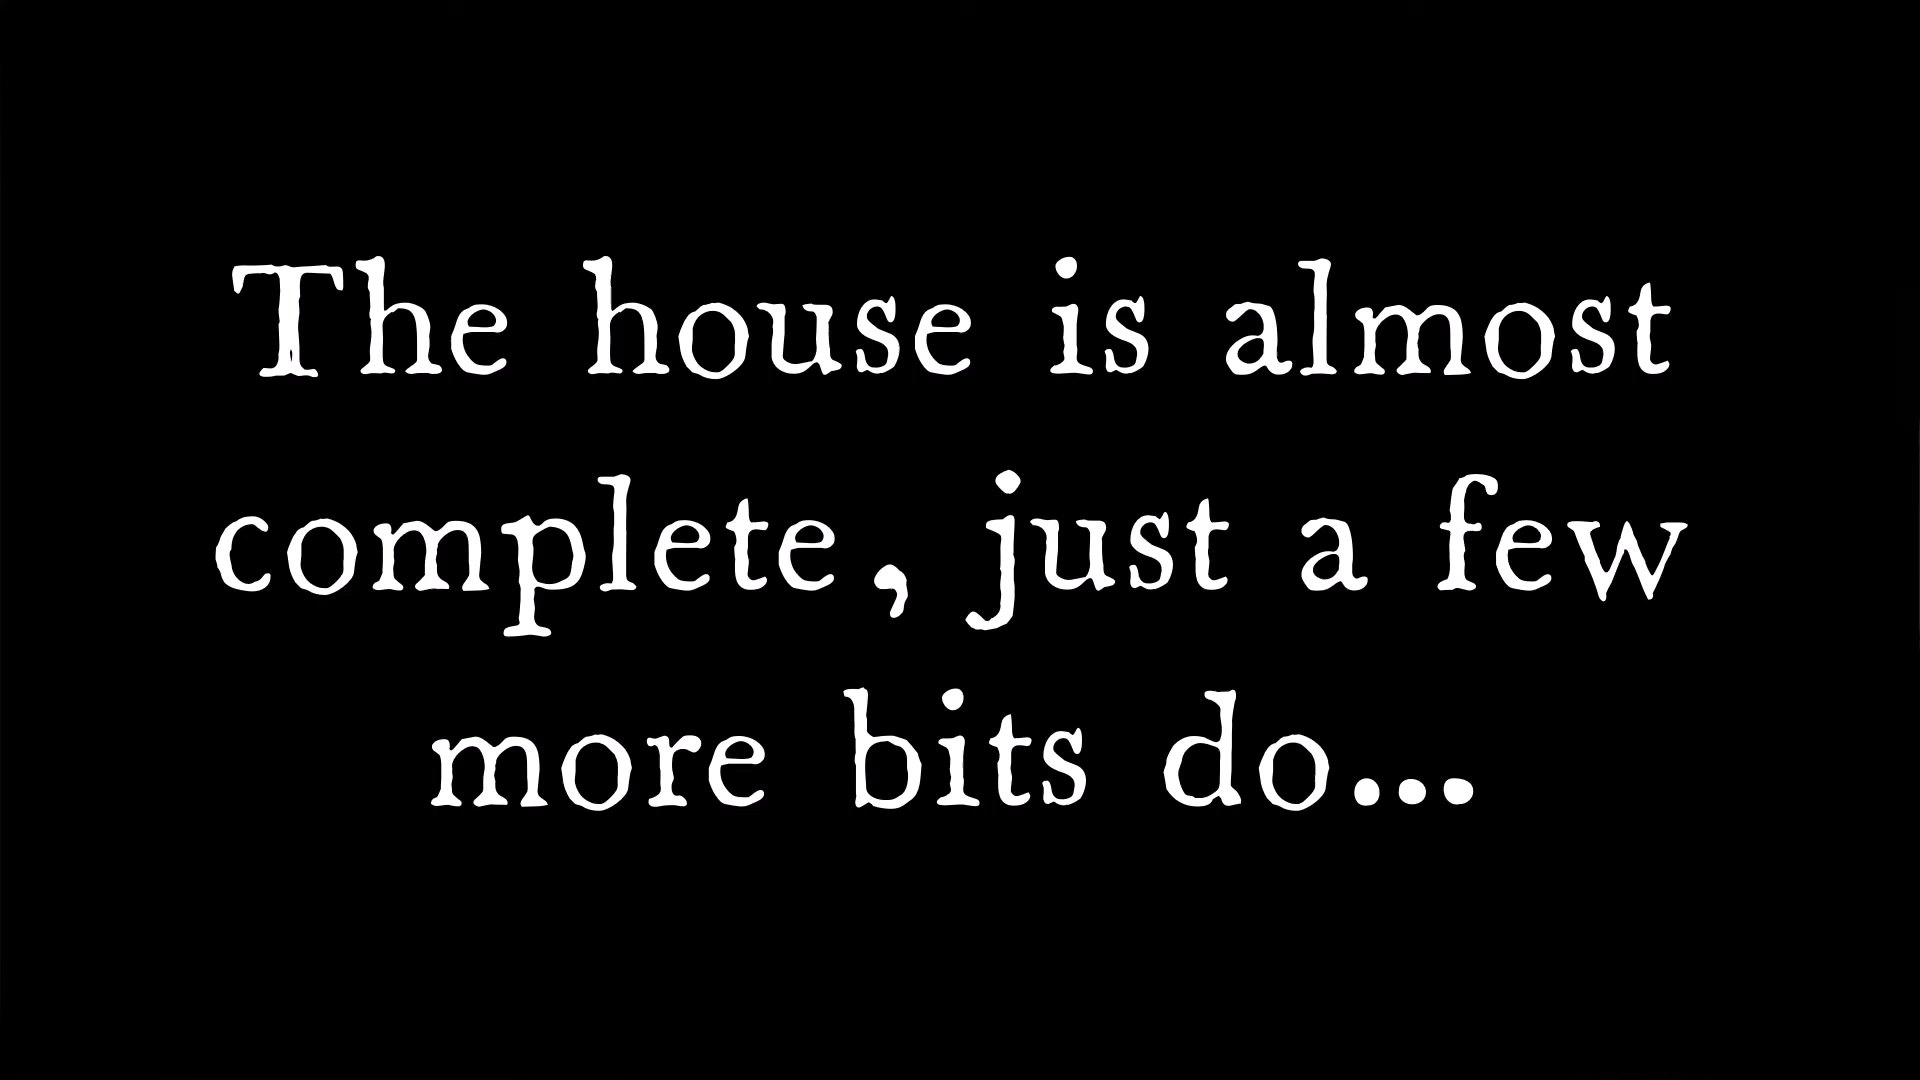 The house is almost
complete, just a few
more bits do...